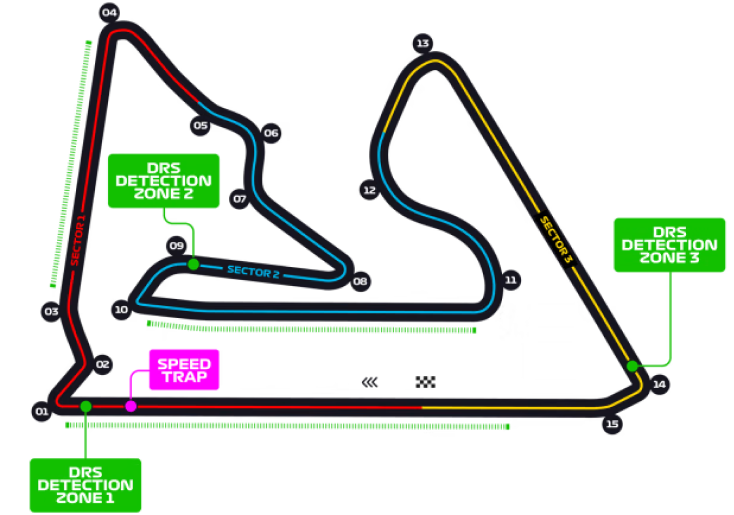 04
13
05
06
DRS
DETECTION
ZONE 2
07
12
SECTOR 1
SECTOR 3
DRS
DETECTION
ZONE 3
09
SECTOR 2
08
11
10
03
02
SPEED
TRAP
14
01
15
DRS
DETECTION
ZONE 1